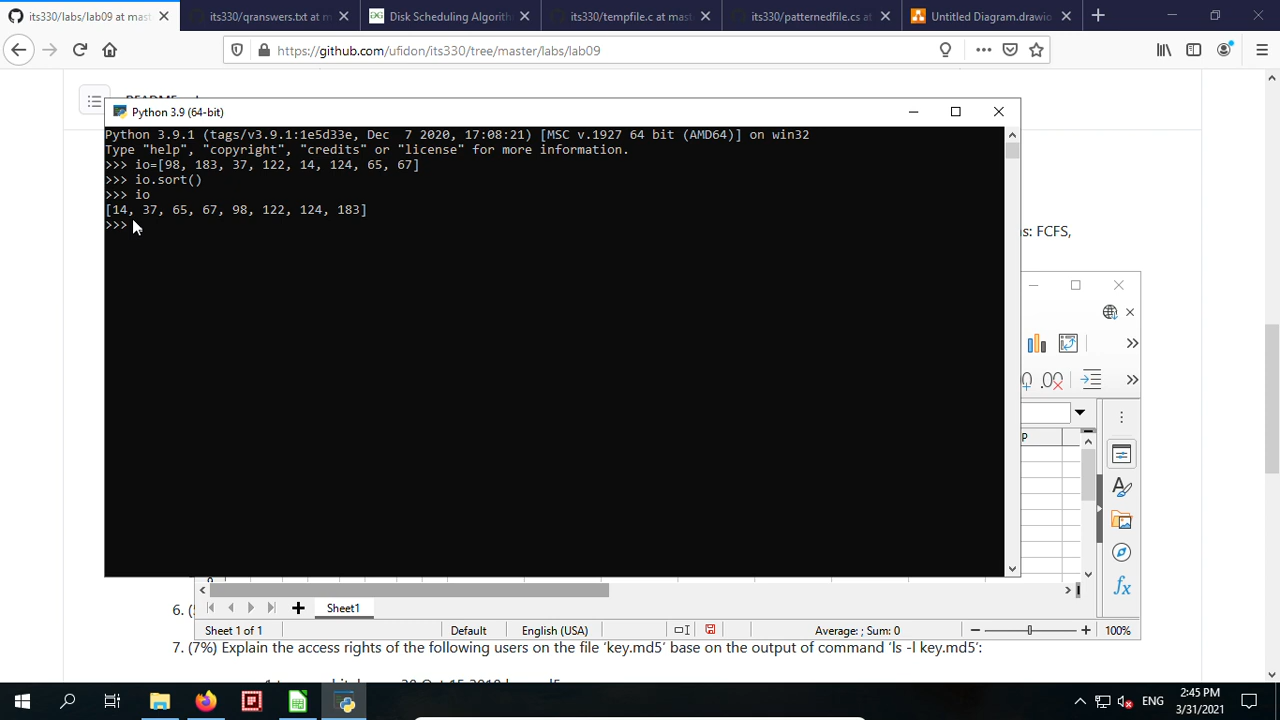 its330/labs/lab09 at mast
its330/qranswers.txt at m
Disk Scheduling Algorith
its330/tempfile.c at mast
its330/patternedfile.cs at
Untitled Diagram.drawio
https://github.com/ufidon/its330/tree/master/labs/lab09
Python 3.9 (64-bit)
Python 3.9.1 (tags/v3.9.1:1e5d33e, Dec  7 2020, 17:08:21) [MSC v.1927 64 bit (AMD64)] on win32
Type "help", "copyright", "credits" or "license" for more information.
>>> io=[98, 183, 37, 122, 14, 124, 65, 67]
>>> io.sort()
>>> io
[14, 37, 65, 67, 98, 122, 124, 183]
>>>
s: FCFS,
.00
P
Sheet1
6. (
Sheet 1 of 1
Default
English (USA)
Average: ; Sum: 0
100%
7. (7%) Explain the access rights of the following users on the file 'key.md5' base on the output of command 'ls -l key.md5':
ENG
2:45 PM
3/31/2021